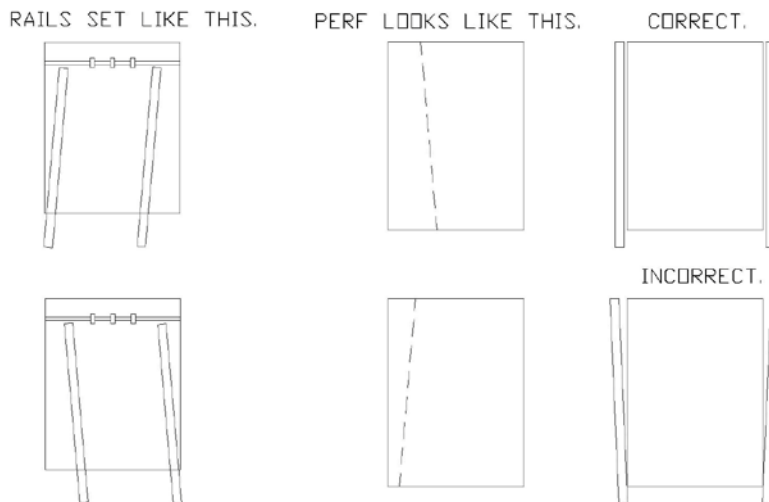 RAILS SET LIKE THIS.
PERF LOOKS LIKE THIS.
CORRECT.
INCORRECT.